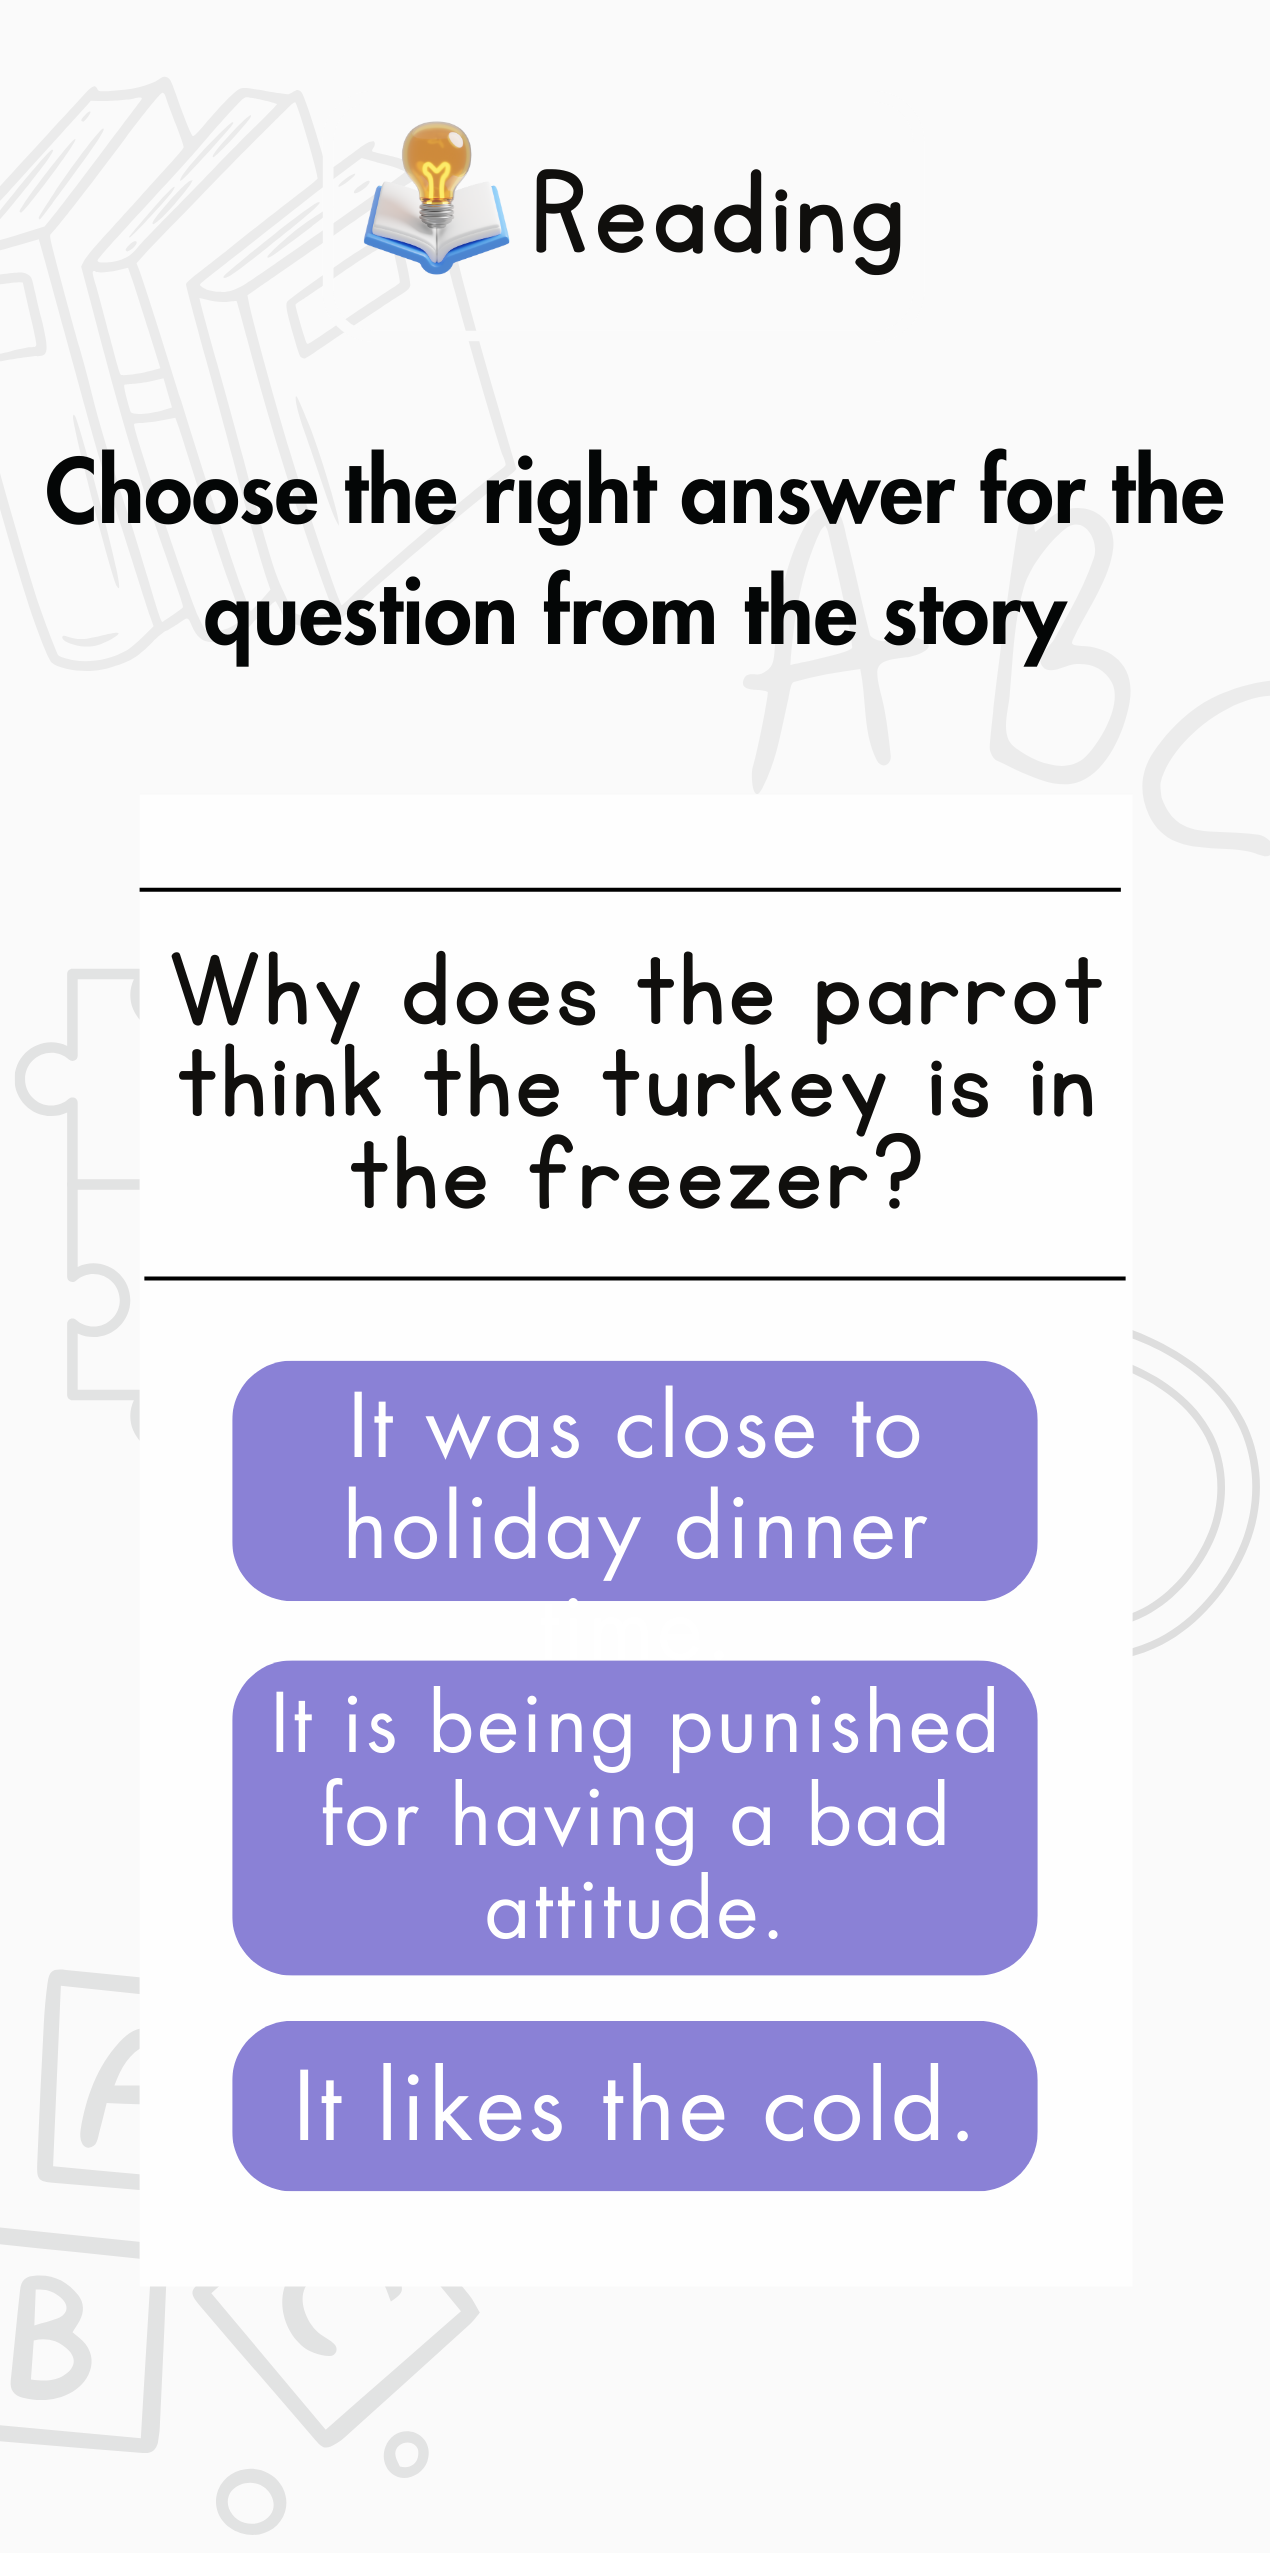 Reading
Choose the right answer for the
question from the story
Why does the parrot
think the turkey is in
the freezer?
It was close to
holiday dinner
It is being punished
for having a bad
attitude.
It likes the cold.
A B
A
B